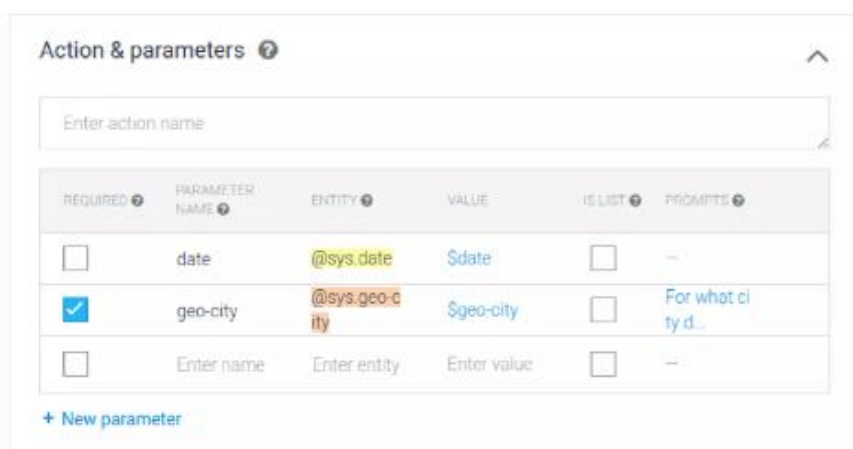 Action & parameters
Enter action name
REQUIRED PARAMETER NAME ENTITY VALUE IS LIST PROMPTS
date @sys.date $date –
geo-city @sys.geo-c $geo-city For what ci
ity ty d...
Enter name Enter entity Enter value –
+ New parameter